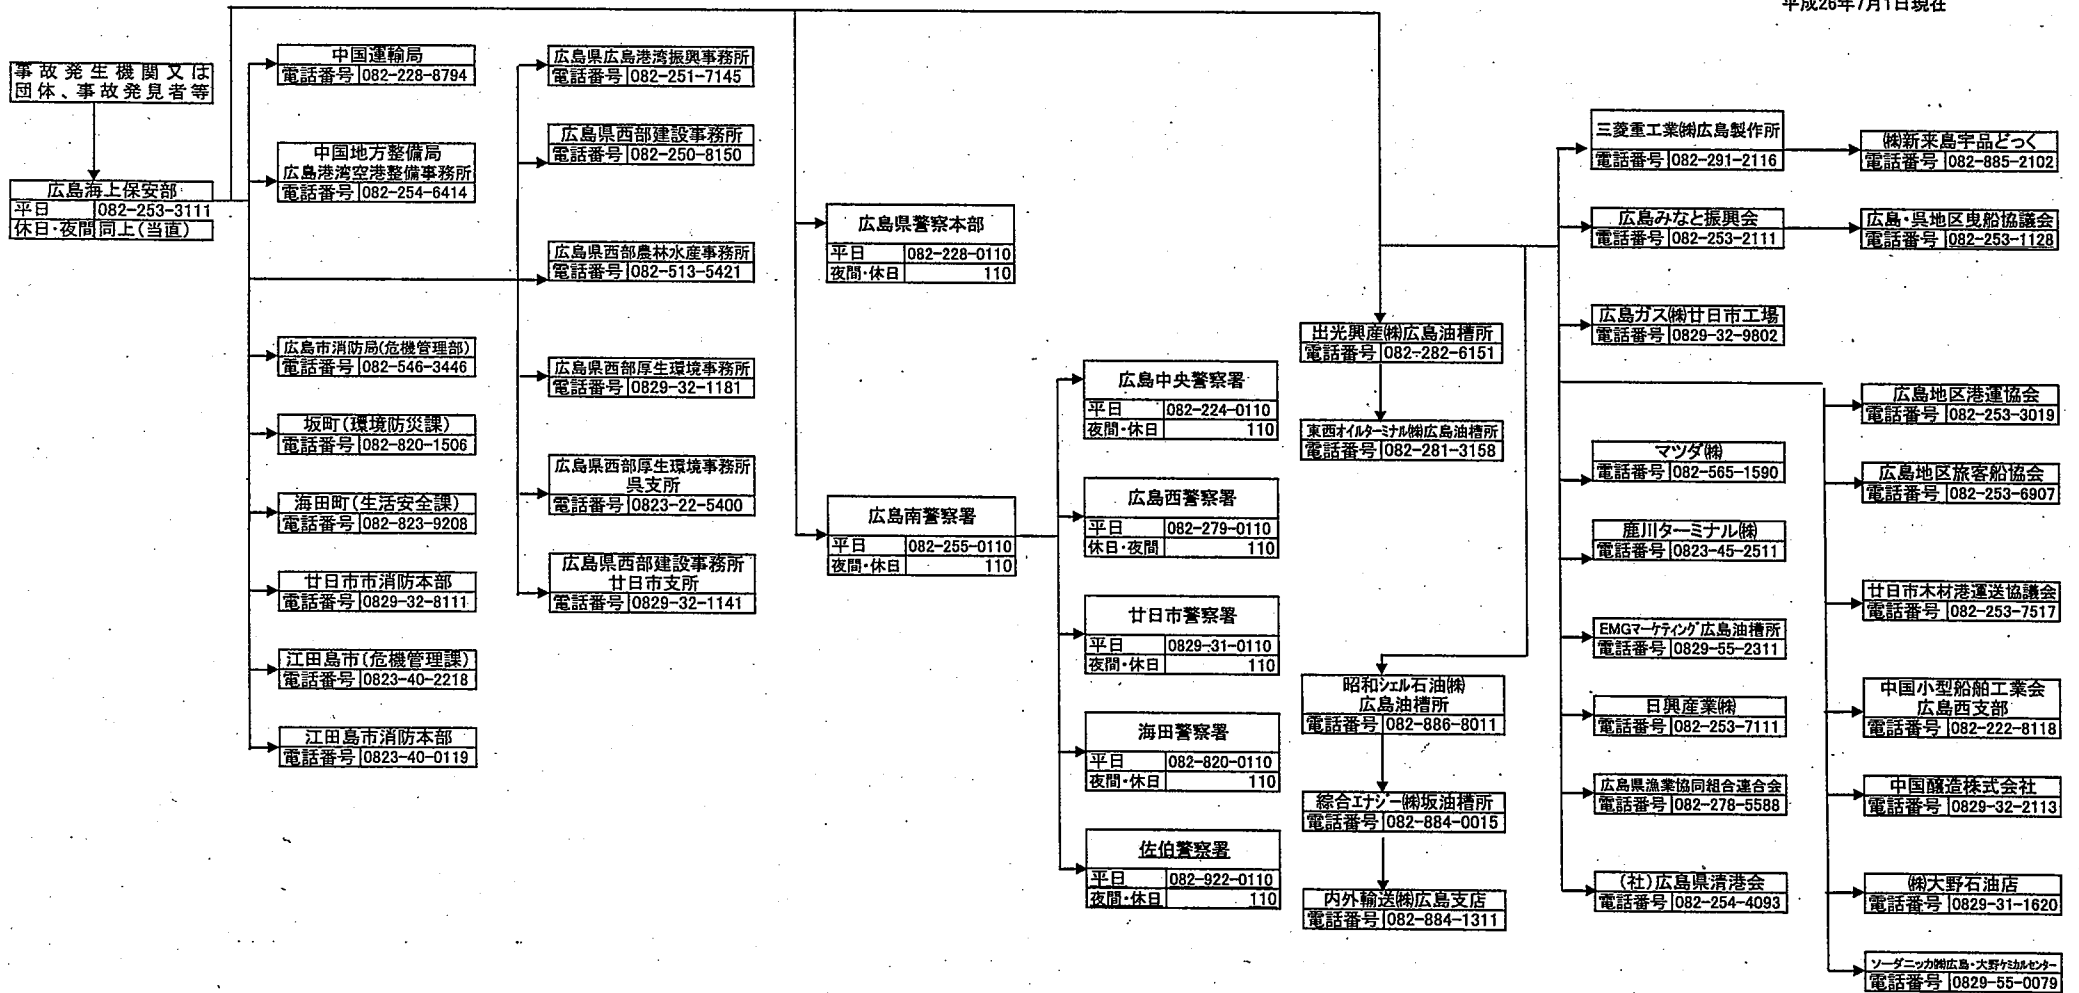 平成26年7月1日現在
事故発生機関又は
団体、事故発見者等
広島海上保安部
平日 082-253-3111
休日・夜間 同上(当直)
中国運輸局
電話番号 082-228-8794
中国地方整備局
広島港湾空港整備事務所
電話番号 082-254-6414
広島市消防局(危機管理部)
電話番号 082-546-3446
坂町(環境防災課)
電話番号 082-820-1506
海田町(生活安全課)
電話番号 082-823-9208
廿日市市消防本部
電話番号 0829-32-8111
江田島市(危機管理課)
電話番号 0823-40-2218
江田島市消防本部
電話番号 0823-40-0119
広島県広島港湾振興事務所
電話番号 082-251-7145
広島県西部建設事務所
電話番号 082-250-8150
広島県西部農林水産事務所
電話番号 082-513-5421
広島県西部厚生環境事務所
電話番号 0829-32-1181
広島県西部厚生環境事務所
呉支所
電話番号 0823-22-5400
広島県西部建設事務所
廿日市支所
電話番号 0829-32-1141
広島県警察本部
平日 082-228-0110
夜間・休日 110
広島南警察署
平日 082-255-0110
夜間・休日 110
広島中央警察署
平日 082-224-0110
夜間・休日 110
広島西警察署
平日 082-279-0110
休日・夜間 110
廿日市警察署
平日 0829-31-0110
夜間・休日 110
海田警察署
平日 082-820-0110
夜間・休日 110
佐伯警察署
平日 082-922-0110
夜間・休日 110
出光興産㈱広島油槽所
電話番号 082-282-6151
東西オイルターミナル㈱広島油槽所
電話番号 082-281-3158
昭和シェル石油㈱
広島油槽所
電話番号 082-886-8011
綜合エナジー㈱坂油槽所
電話番号 082-884-0015
内外輸送㈱広島支店
電話番号 082-884-1311
三菱重工業㈱広島製作所
電話番号 082-291-2116
広島みなと振興会
電話番号 082-253-2111
広島ガス㈱廿日市工場
電話番号 0829-32-9802
マツダ㈱
電話番号 082-565-1590
鹿川ターミナル㈱
電話番号 0823-45-2511
EMGマーケティング広島油槽所
電話番号 0829-55-2311
日興産業㈱
電話番号 082-253-7111
広島県漁業協同組合連合会
電話番号 082-278-5588
(社)広島県清港会
電話番号 082-254-4093
㈱新来島宇品どっく
電話番号 082-885-2102
広島・呉地区曳船協議会
電話番号 082-253-1128
広島地区港運協会
電話番号 082-253-3019
広島地区旅客船協会
電話番号 082-253-6907
廿日市木材港運送協議会
電話番号 082-253-7517
中国小型船舶工業会
広島西支部
電話番号 082-222-8118
中国醸造株式会社
電話番号 0829-32-2113
㈱大野石油店
電話番号 0829-31-1620
ソーダニッカ㈱広島・大野ケミカルセンター
電話番号 0829-55-0079